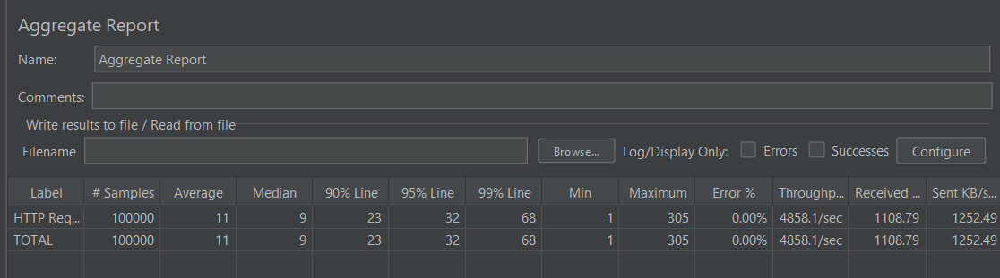 Aggregate Report
Name: Aggregate Report
Comments:
Write results to file / Read from file
Filename Browse... Log/Display Only: Errors Successes Configure
Label # Samples Average Median 90% Line 95% Line 99% Line Min Maximum Error % Throughp... Received ... Sent KB/s...
HTTP Req... 100000 11 9 23 32 68 1 305 0.00% 4858.1/sec 1108.79 1252.49
TOTAL 100000 11 9 23 32 68 1 305 0.00% 4858.1/sec 1108.79 1252.49